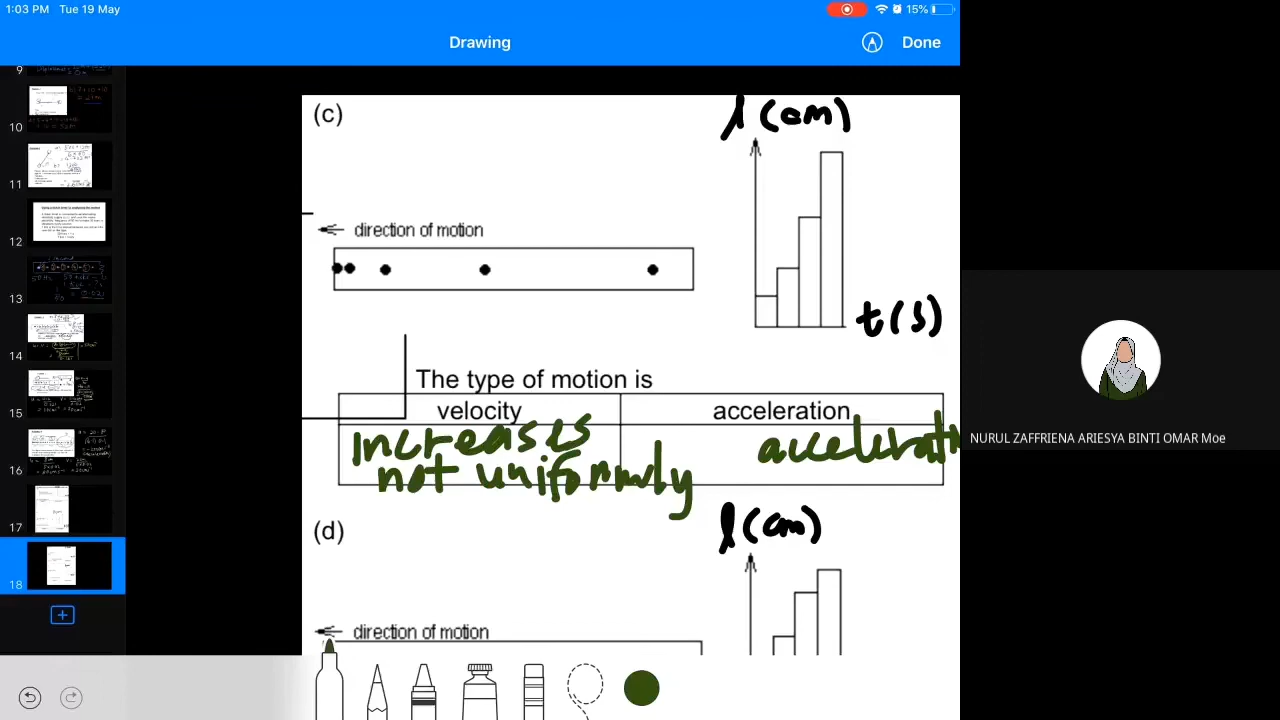 1:03 PM Tue 19 May
15%
Drawing
Done
9
10
11
12
13
14
15
16
17
18
(c)
l (cm)
direction of motion
t (s)
The type of motion is
velocity acceleration
Increases
not uniformly
accelerati
(d)
l (cm)
direction of motion
NURUL ZAFFRIENA ARIESYA BINTI OMAR Moe